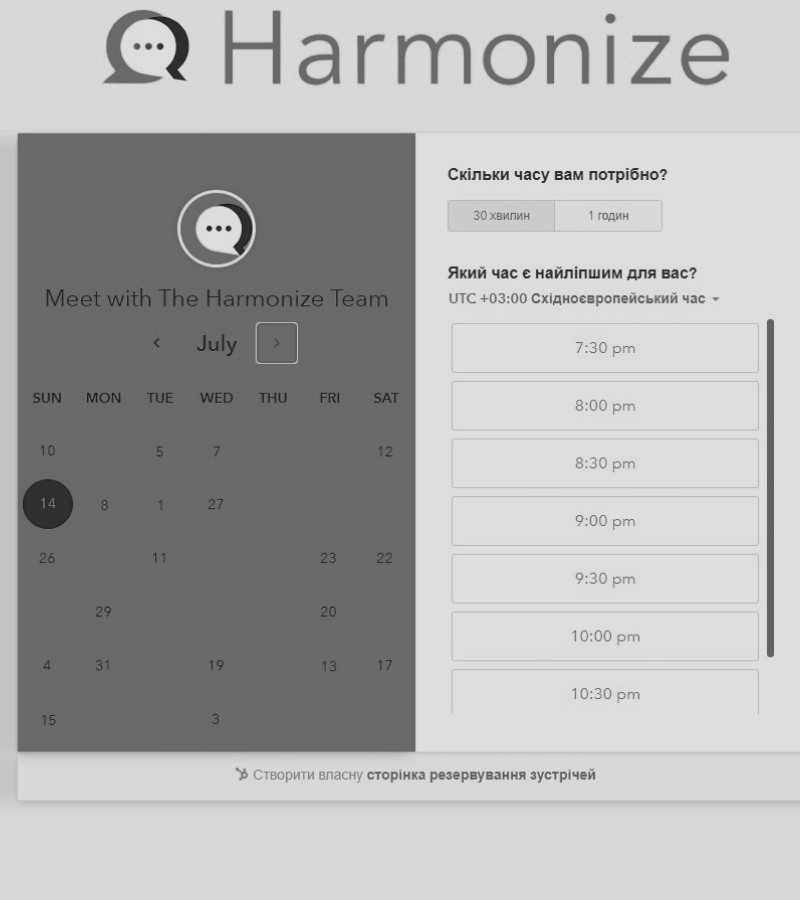 Harmonize
Meet with The Harmonize Team
July
SUN MON TUE WED THU FRI SAT
10 5 7 12
14 8 1 27
26 11 23 22
29 20
4 31 19 13 17
15 3
Скільки часу вам потрібно?
30 хвилин 1 годин
Який час є найліпшим для вас?
UTC +03:00 Східноєвропейський час
7:30 pm
8:00 pm
8:30 pm
9:00 pm
9:30 pm
10:00 pm
10:30 pm
Створити власну сторінка резервування зустрічей